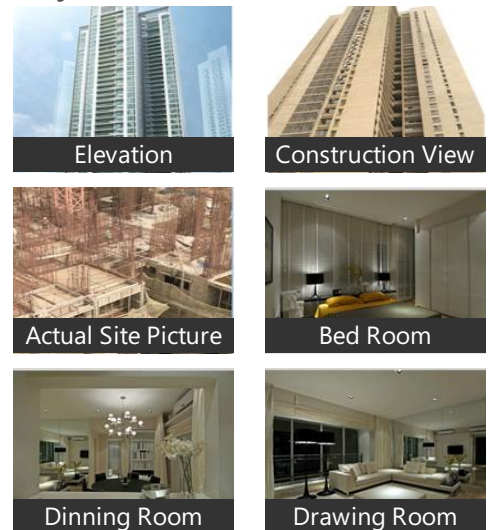 Elevation
Construction View
Actual Site Picture
Bed Room
Dinning Room
Drawing Room